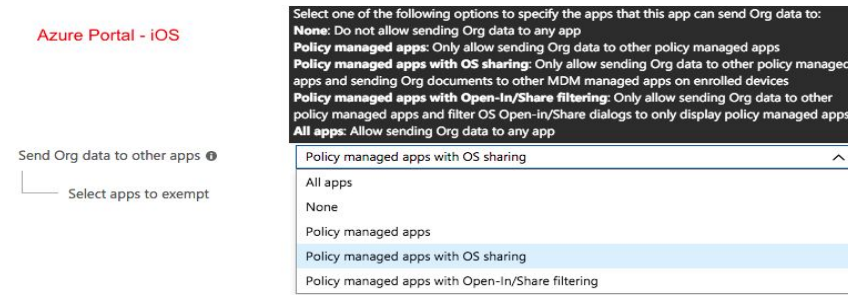 Azure Portal - iOS
Select one of the following options to specify the apps that this app can send Org data to:
None: Do not allow sending Org data to any app
Policy managed apps: Only allow sending Org data to other policy managed apps
Policy managed apps with OS sharing: Only allow sending Org data to other policy managed
apps and sending Org documents to other MDM managed apps on enrolled devices
Policy managed apps with Open-In/Share filtering: Only allow sending Org data to other
policy managed apps and filter OS Open-in/Share dialogs to only display policy managed apps
All apps: Allow sending Org data to any app
Send Org data to other apps
Policy managed apps with OS sharing
Select apps to exempt
All apps
None
Policy managed apps
Policy managed apps with OS sharing
Policy managed apps with Open-In/Share filtering